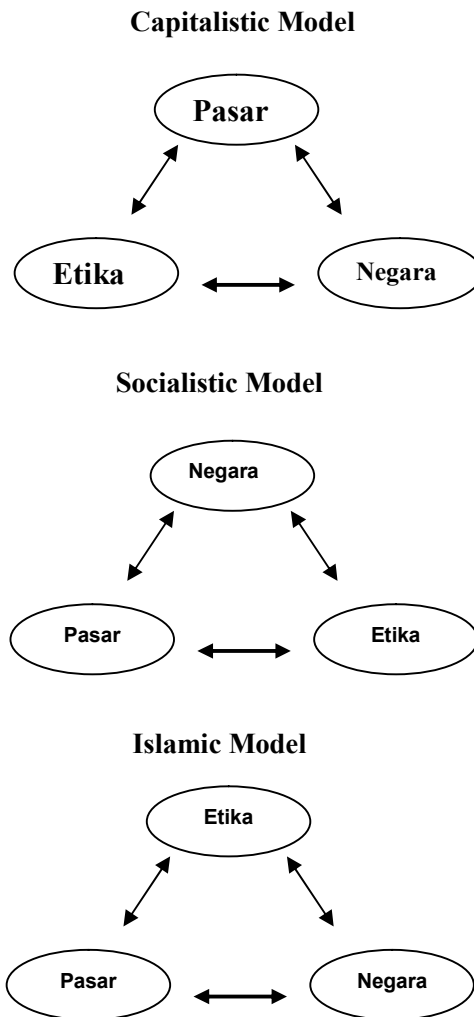 Capitalistic Model
Pasar
Etika
Negara
Socialistic Model
Negara
Pasar
Etika
Islamic Model
Etika
Pasar
Negara